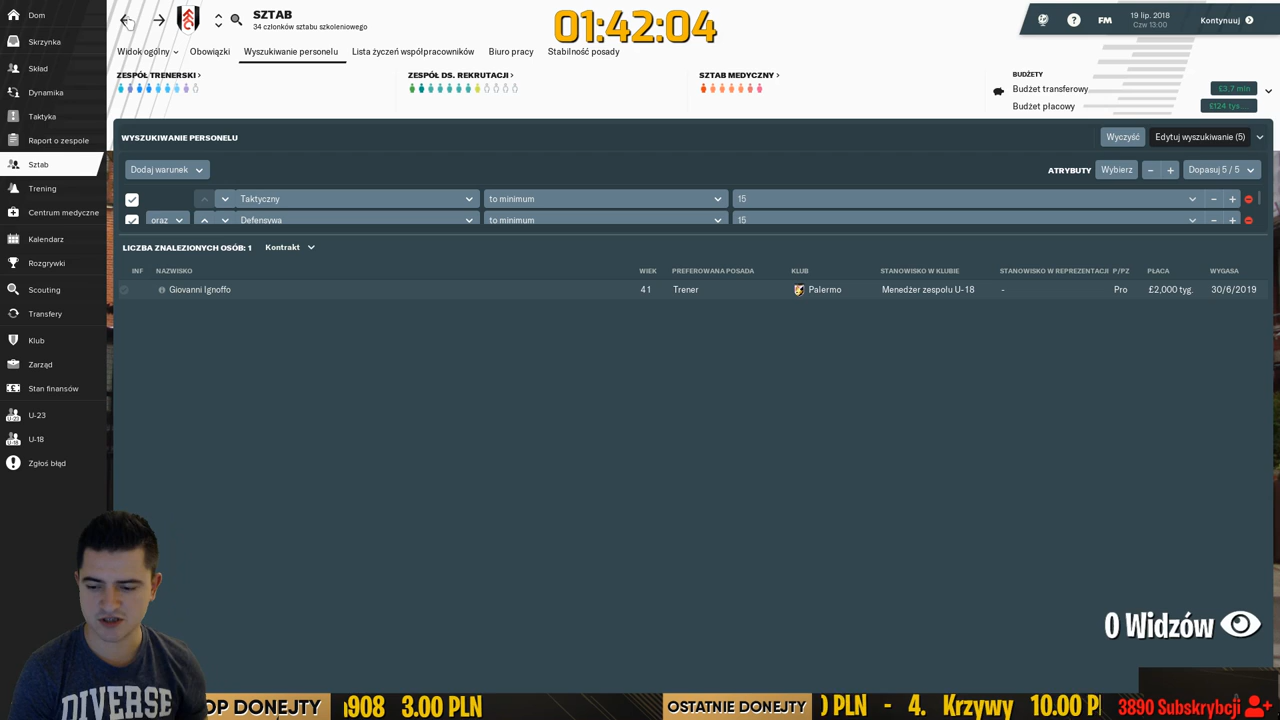 Dom
SZTAB
34 członków sztabu szkoleniowego
01:42:04
FM
19 lip. 2018
Czw 13:00
Kontynuuj
Skrzynka
Skład
Dynamika
Taktyka
Raport o zespole
Sztab
Trening
Centrum medyczne
Kalendarz
Rozgrywki
Scouting
Transfery
Klub
Zarząd
Stan finansów
U-23
U-18
Zgłoś błąd
Widok ogólny
Obowiązki
Wyszukiwanie personelu
Lista życzeń współpracowników
Biuro pracy
Stabilność posady
ZESPÓŁ TRENERSKI >
ZESPÓŁ DS. REKRUTACJI >
SZTAB MEDYCZNY >
BUDŻETY
Budżet transferowy £3.7 mln
Budżet płacowy £124 tys...
WYSZUKIWANIE PERSONELU
Wyczyść
Edytuj wyszukiwanie (5)
Dodaj warunek
ATRYBUTY
Wybierz
Dopasuj 5 / 5
Taktyczny to minimum 15
oraz Defensywa to minimum 15
LICZBA ZNALEZIONYCH OSÓB: 1 Kontrakt
INF NAZWISKO WIEK PREFEROWANA POSADA KLUB STANOWISKO W KLUBIE STANOWISKO W REPREZENTACJI P/PZ PŁACA WYGASA
Giovanni Ignoffo 41 Trener Palermo Menedżer zespołu U-18 - Pro £2,000 tyg. 30/6/2019
0 Widzów
DIVERSE
OP DONEJTY
908 3.00 PLN
OSTATNIE DONEJTY
) PLN - 4. Krzywy 10.00 P
3890 Subskrybcji